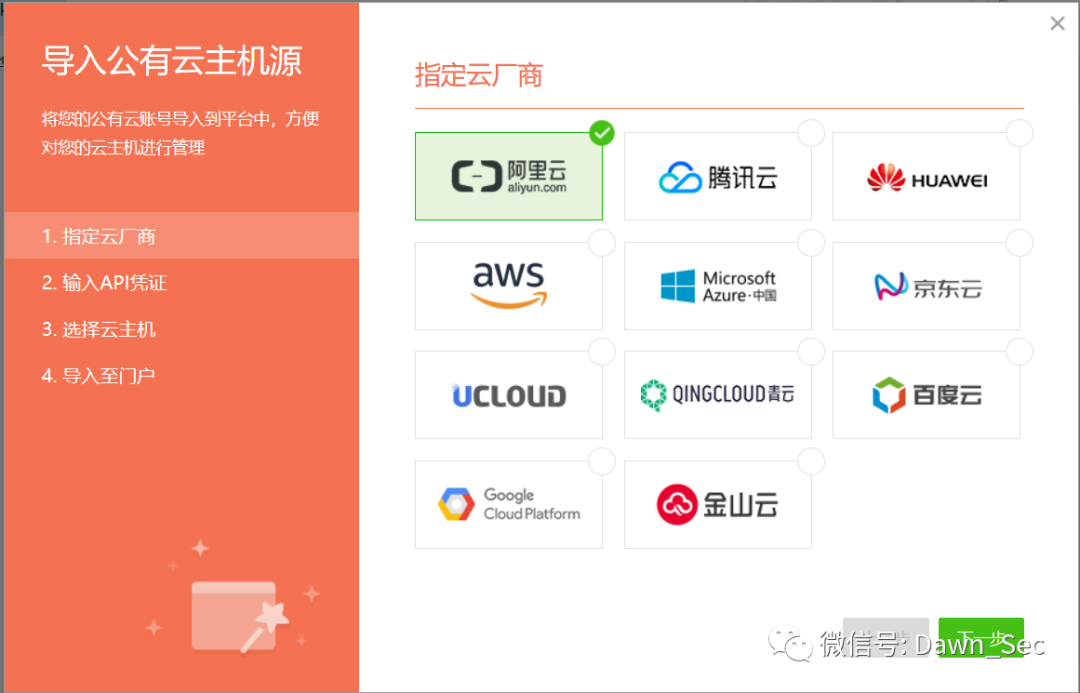 导入公有云主机源
将您的公有云账号导入到平台中，方便
对您的云主机进行管理
1. 指定云厂商
2. 输入API凭证
3. 选择云主机
4. 导入至门户
指定云厂商
阿里云
aliyun.com
腾讯云
HUAWEI
aws
Microsoft
Azure·中国
京东云
UCLOUD
QINGCLOUD青云
百度云
Google
Cloud Platform
金山云
下一步
微信号: Dawn_Sec